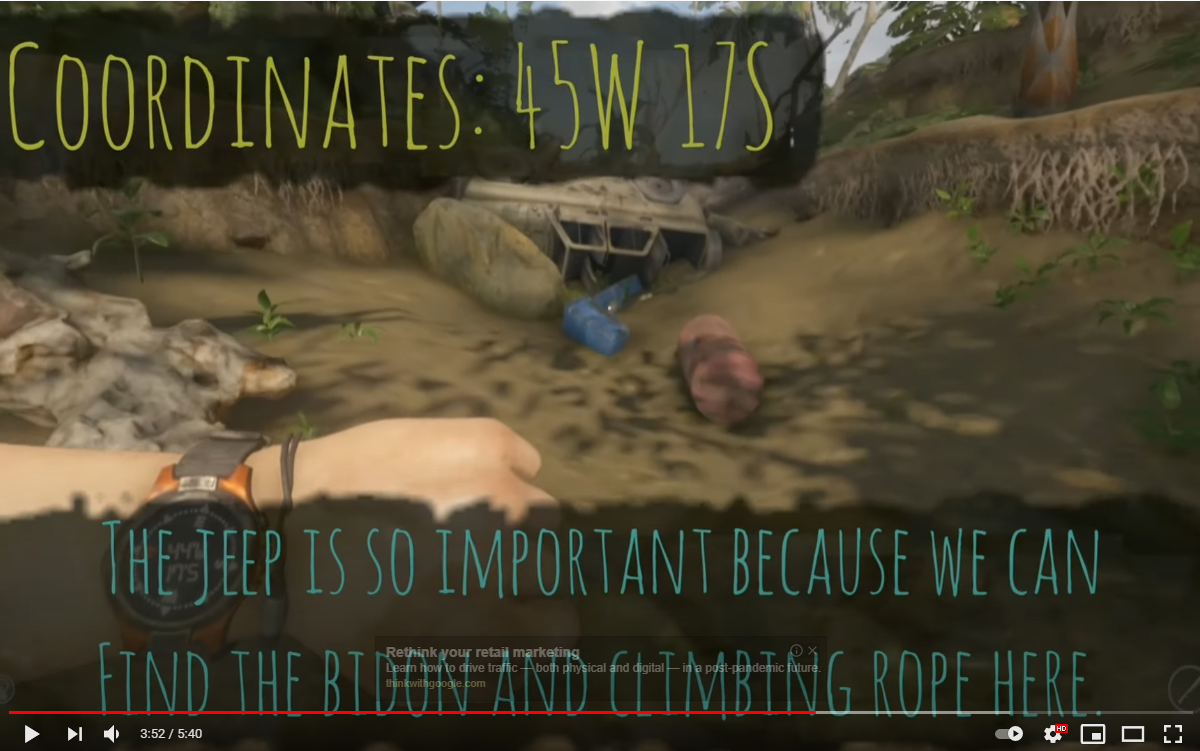 Coordinates: 45W 17S
The jeep is so important because we can
Find the bidon and climbing rope here.
Rethink your retail marketing
Learn how to drive traffic — both physical and digital — in a post-pandemic future.
thinkwithgoogle.com
3:52 / 5:40
HD